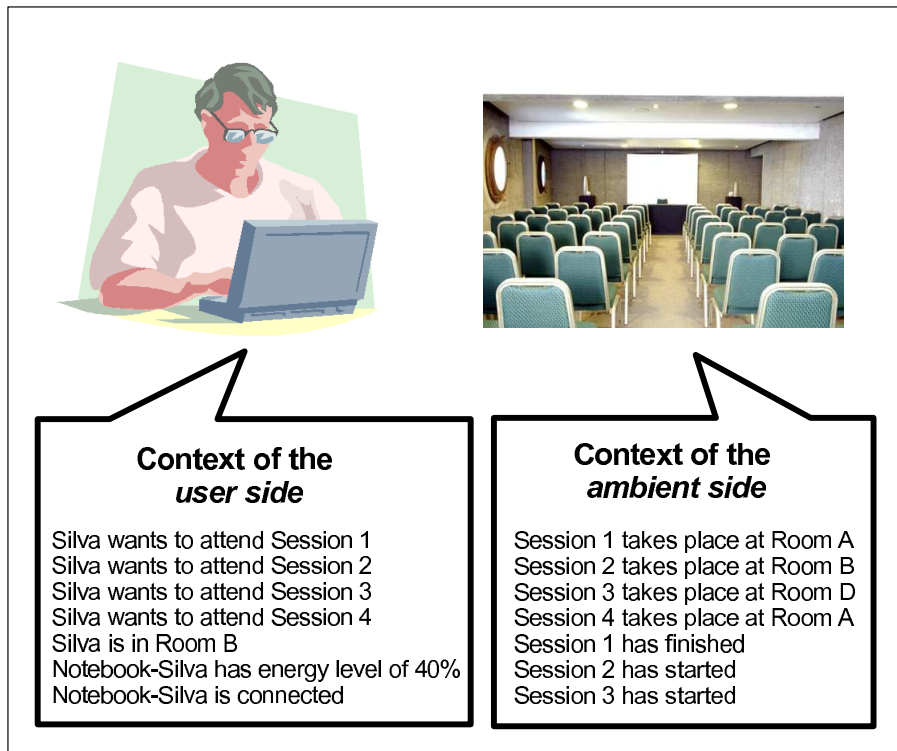 Context of the
user side
Silva wants to attend Session 1
Silva wants to attend Session 2
Silva wants to attend Session 3
Silva wants to attend Session 4
Silva is in Room B
Notebook-Silva has energy level of 40%
Notebook-Silva is connected
Context of the
ambient side
Session 1 takes place at Room A
Session 2 takes place at Room B
Session 3 takes place at Room D
Session 4 takes place at Room A
Session 1 has finished
Session 2 has started
Session 3 has started